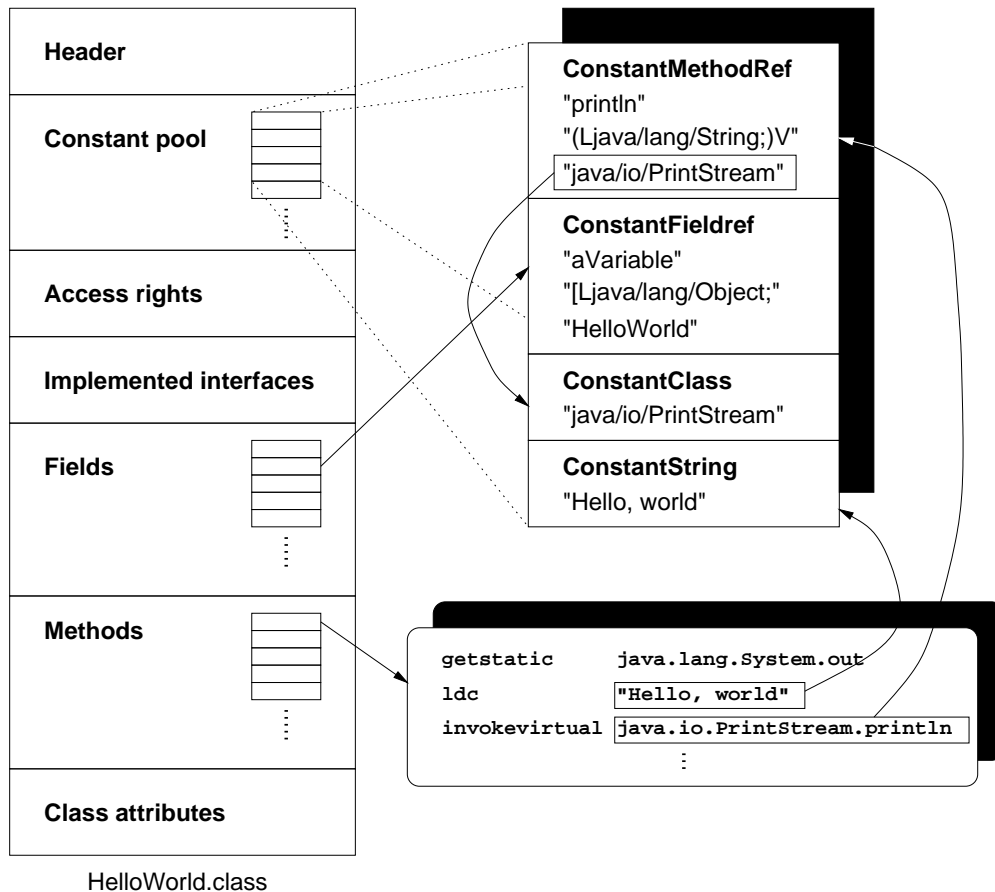 Header
Constant pool
Access rights
Implemented interfaces
Fields
Methods
Class attributes
HelloWorld.class
ConstantMethodRef
"println"
"(Ljava/lang/String;)V"
"java/io/PrintStream"
ConstantFieldref
"aVariable"
"[Ljava/lang/Object;"
"HelloWorld"
ConstantClass
"java/io/PrintStream"
ConstantString
"Hello, world"
getstatic java.lang.System.out
ldc "Hello, world"
invokevirtual java.io.PrintStream.println